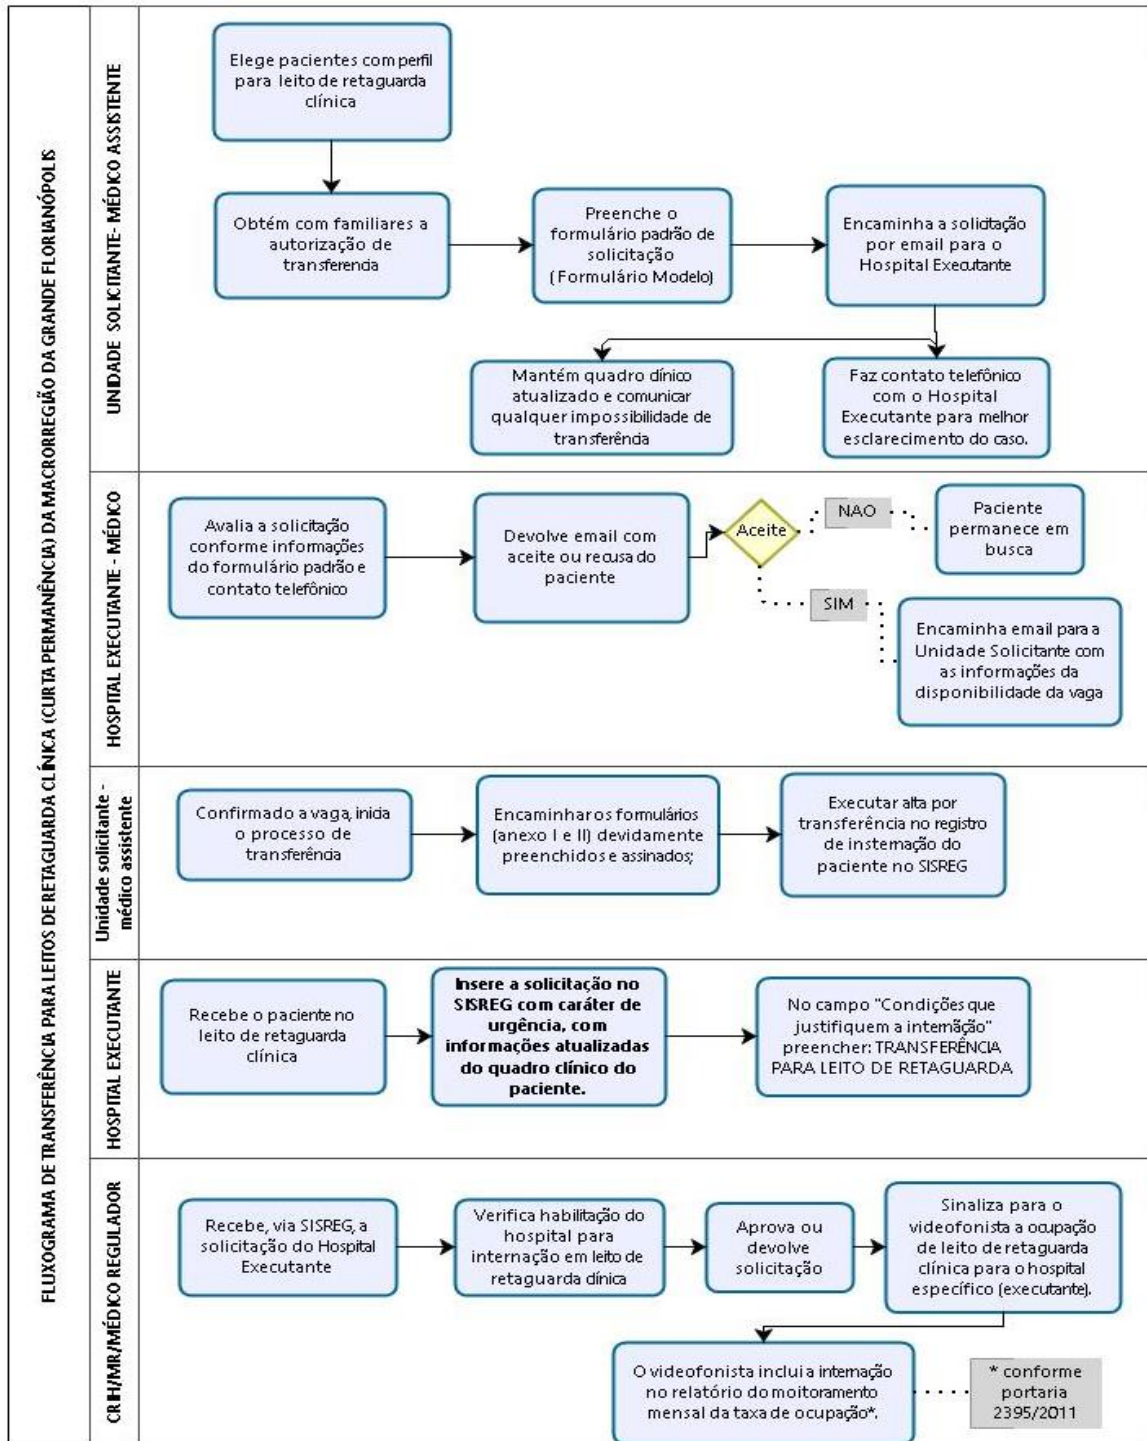 FLUXOGRAMA DE TRANSFERÊNCIA PARA LEITOS DE RETAGUARDA CLÍNICA (CURTA PERMANÊNCIA) DA MACRORREGIÃO DA GRANDE FLORIANÓPOLIS
UNIDADE SOLICITANTE- MÉDICO ASSISTENTE
Elege pacientes com perfil
para leito de retaguarda
clínica
Obtém com familiares a
autorização de
transferencia
Preenche o
formulário padrão de
solicitação
(Formulário Modelo)
Encaminha a solicitação
por email para o
Hospital Executante
Mantém quadro clínico
atualizado e comunicar
qualquer impossibilidade de
transferência
Faz contato telefônico
com o Hospital
Executante para melhor
esclarecimento do caso.
HOSPITAL EXECUTANTE - MÉDICO
Avalia a solicitação
conforme informações
do formulário padrão e
contato telefônico
Devolve email com
aceite ou recusa do
paciente
Aceite
NAO
Paciente
permanece em
busca
SIM
Encaminha email para a
Unidade Solicitante com
as informações da
disponibilidade da vaga
Unidade solicitante -
médico assistente
Confirmado a vaga, inicia
o processo de
transferência
Encaminhar os formulários
(anexo I e II) devidamente
preenchidos e assinados;
Executar alta por
transferência no registro
de insternação do
paciente no SISREG
HOSPITAL EXECUTANTE
Recebe o paciente no
leito de retaguarda
clínica
Insere a solicitação no
SISREG com caráter de
urgência, com
informações atualizadas
do quadro clínico do
paciente.
No campo "Condições que
justifiquem a internção"
preencher: TRANSFERÊNCIA
PARA LEITO DE RETAGUARDA
CRIH/MR/MÉDICO REGULADOR
Recebe, via SISREG, a
solicitação do Hospital
Executante
Verifica habilitação do
hospital para
internação em leito de
retaguarda clínica
Aprova ou
devolve
solicitação
Sinaliza para o
videofonista a ocupação
de leito de retaguarda
clínica para o hospital
específico (executante).
O videofonista inclui a internação
no relatório do moitoramento
mensal da taxa de ocupação*.
* conforme
portaria
2395/2011